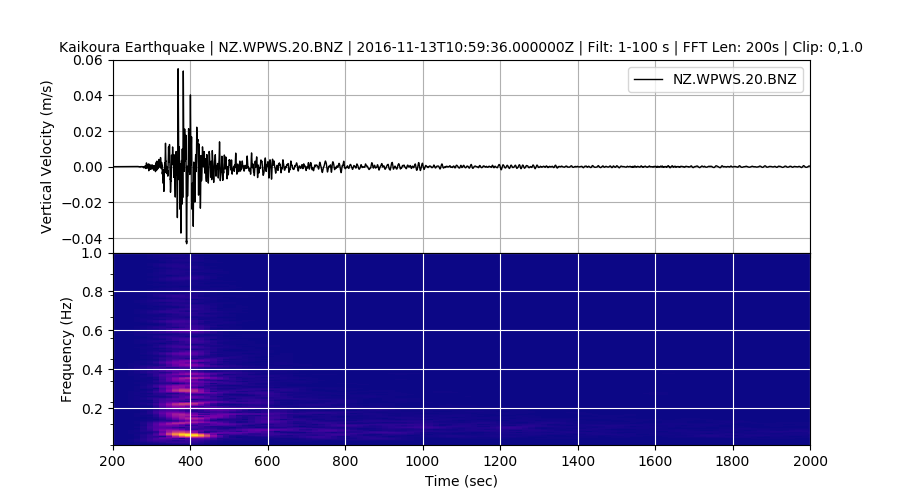 Kaikoura Earthquake | NZ.WPWS.20.BNZ | 2016-11-13T10:59:36.000000Z | Filt: 1-100 s | FFT Len: 200s | Clip: 0,1.0
0.06
NZ.WPWS.20.BNZ
0.04
0.02
0.00
−0.02
−0.04
Vertical Velocity (m/s)
1.0
0.8
0.6
0.4
0.2
Frequency (Hz)
200 400 600 800 1000 1200 1400 1600 1800 2000
Time (sec)